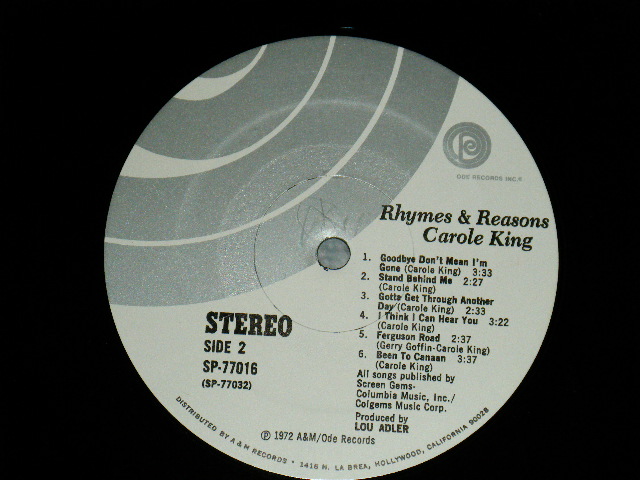 ODE RECORDS INC.®
Rhymes & Reasons
Carole King
1. Goodbye Don't Mean I'm
Gone (Carole King) 3:33
2. Stand Behind Me 2:27
(Carole King)
3. Gotta Get Through Another
Day (Carole King) 2:33
4. I Think I Can Hear You 3:22
(Carole King)
5. Ferguson Road 2:37
(Gerry Goffin-Carole King)
6. Been To Canaan 3:37
(Carole King)
All songs published by
Screen Gems-
Columbia Music, Inc./
Colgems Music Corp.
Produced by
LOU ADLER
STEREO
SIDE 2
SP-77016
(SP-77032)
℗ 1972 A&M/Ode Records
DISTRIBUTED BY A & M RECORDS • 1416 N. LA BREA, HOLLYWOOD, CALIFORNIA 90028